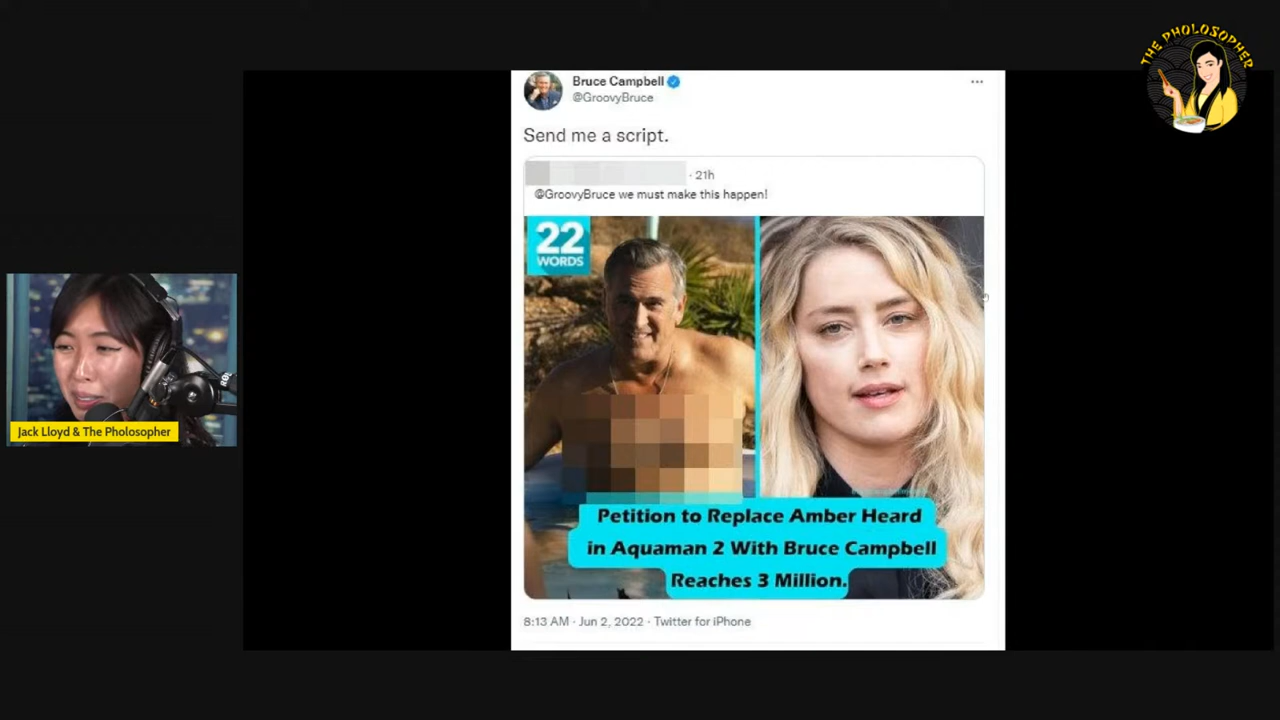 THE PHOLOSOPHER
Bruce Campbell
@GroovyBruce
Send me a script.
· 21h
@GroovyBruce we must make this happen!
22
WORDS
Petition to Replace Amber Heard
in Aquaman 2 With Bruce Campbell
Reaches 3 Million.
8:13 AM · Jun 2, 2022 · Twitter for iPhone
Jack Lloyd & The Pholosopher